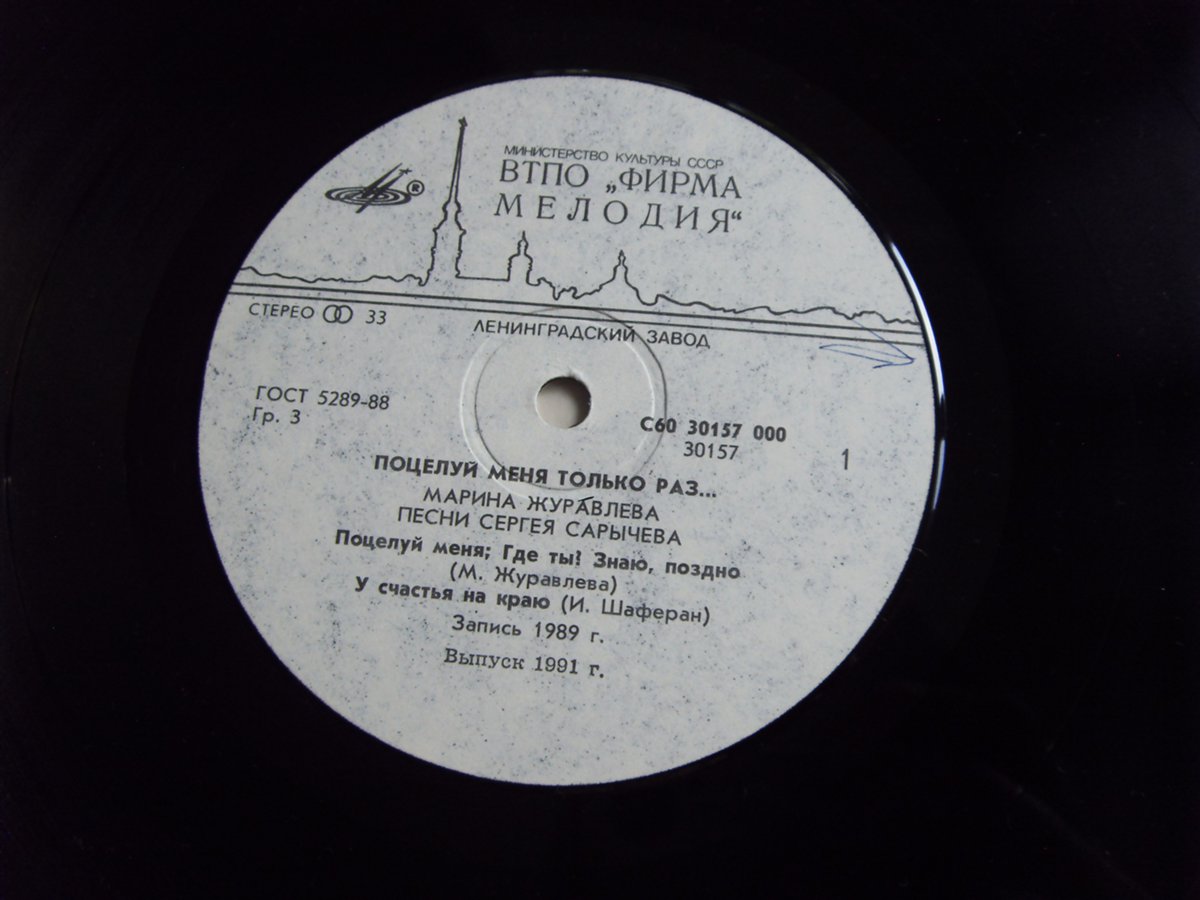 МИНИСТЕРСТВО КУЛЬТУРЫ СССР
ВТПО „ФИРМА
МЕЛОДИЯ“
®
СТЕРЕО 33
ЛЕНИНГРАДСКИЙ ЗАВОД
ГОСТ 5289-88
Гр. 3
С60 30157 000
30157
1
ПОЦЕЛУЙ МЕНЯ ТОЛЬКО РАЗ...
МАРИНА ЖУРАВЛЕВА
ПЕСНИ СЕРГЕЯ САРЫЧЕВА
Поцелуй меня; Где ты? Знаю, поздно
(М. Журавлева)
У счастья на краю (И. Шаферан)
Запись 1989 г.
Выпуск 1991 г.